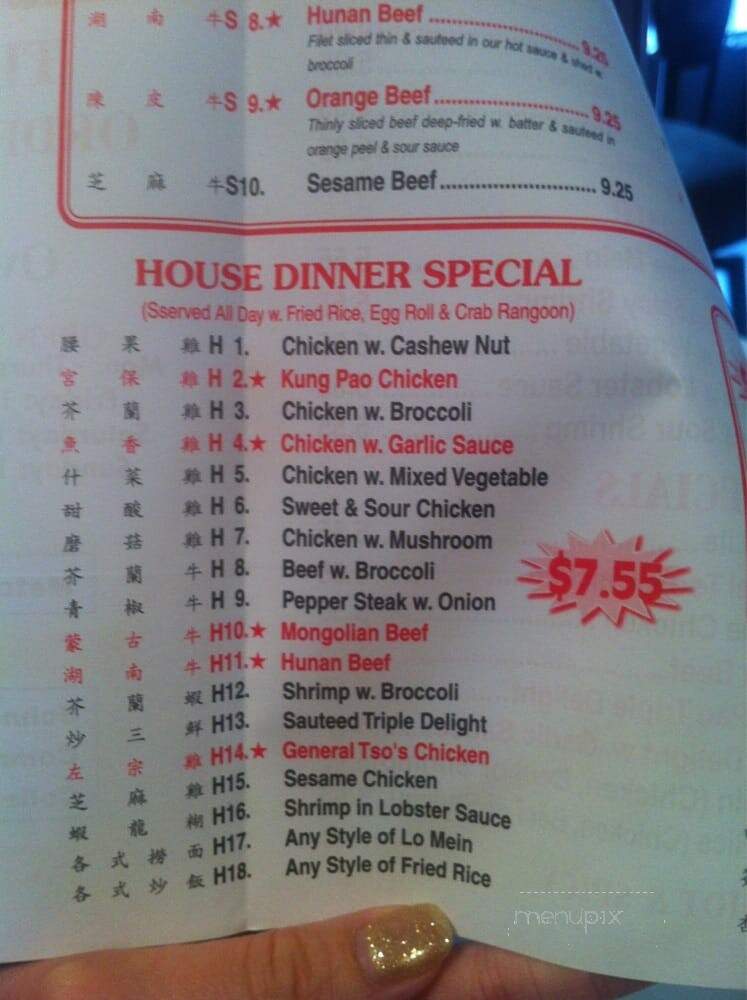 湖 南 牛 S 8.★ Hunan Beef ........................ 9.25
Filet sliced thin & sauteed in our hot sauce & shed w.
broccoli
陳 皮 牛 S 9.★ Orange Beef ........................ 9.25
Thinly sliced beef deep-fried w. batter & sauteed in
orange peel & sour sauce
芝 麻 牛 S10. Sesame Beef ............................ 9.25
HOUSE DINNER SPECIAL
(Sserved All Day w. Fried Rice, Egg Roll & Crab Rangoon)
腰 果 雞 H 1. Chicken w. Cashew Nut
宮 保 雞 H 2.★ Kung Pao Chicken
芥 蘭 雞 H 3. Chicken w. Broccoli
魚 香 雞 H 4.★ Chicken w. Garlic Sauce
什 菜 雞 H 5. Chicken w. Mixed Vegetable
甜 酸 雞 H 6. Sweet & Sour Chicken
磨 菇 雞 H 7. Chicken w. Mushroom
芥 蘭 牛 H 8. Beef w. Broccoli
$7.55
青 椒 牛 H 9. Pepper Steak w. Onion
蒙 古 牛 H10.★ Mongolian Beef
湖 南 牛 H11.★ Hunan Beef
芥 蘭 蝦 H12. Shrimp w. Broccoli
炒 三 鮮 H13. Sauteed Triple Delight
左 宗 雞 H14.★ General Tso's Chicken
芝 麻 雞 H15. Sesame Chicken
蝦 龍 糊 H16. Shrimp in Lobster Sauce
各 式 撈 面 H17. Any Style of Lo Mein
各 式 炒 飯 H18. Any Style of Fried Rice
menupix